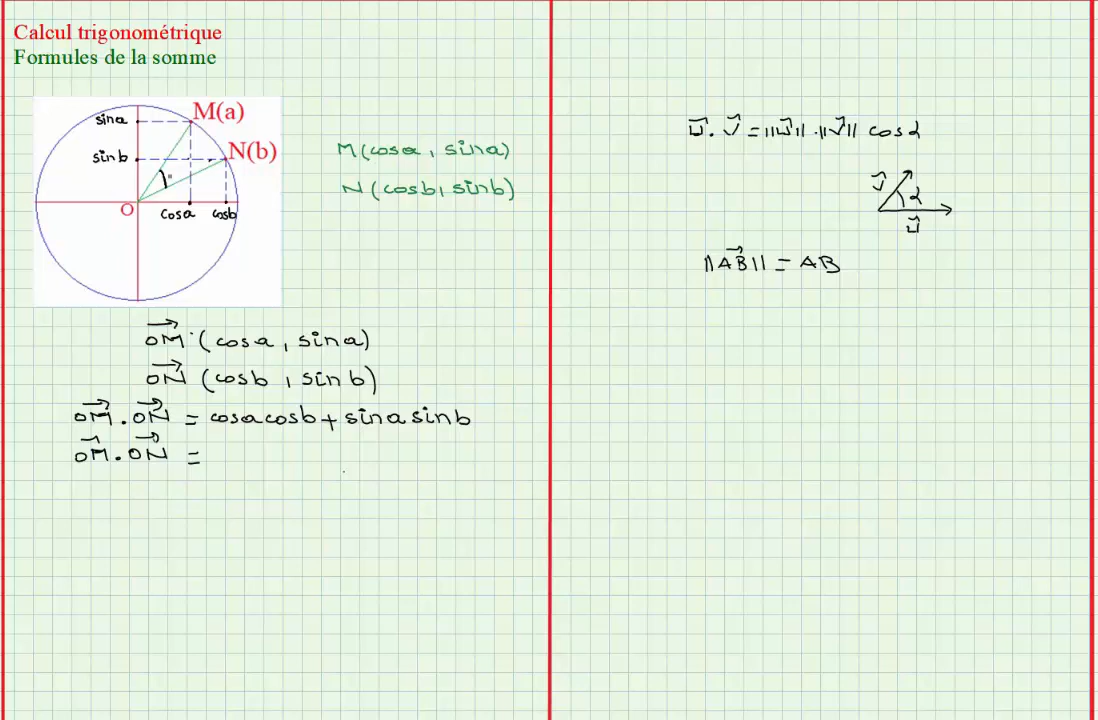 Calcul trigonométrique
Formules de la somme
sina
M(a)
sinb
N(b)
O
cosa
cosb
M(cosa, sina)
N(cosb, sinb)
OM⃗ (cosa, sina)
ON⃗ (cosb, sinb)
OM⃗ . ON⃗ = cosacosb + sinasinb
OM⃗ . ON⃗ =
U⃗ . V⃗ = ||U⃗|| . ||V⃗|| cosα
V⃗
α
U⃗
||AB⃗|| = AB